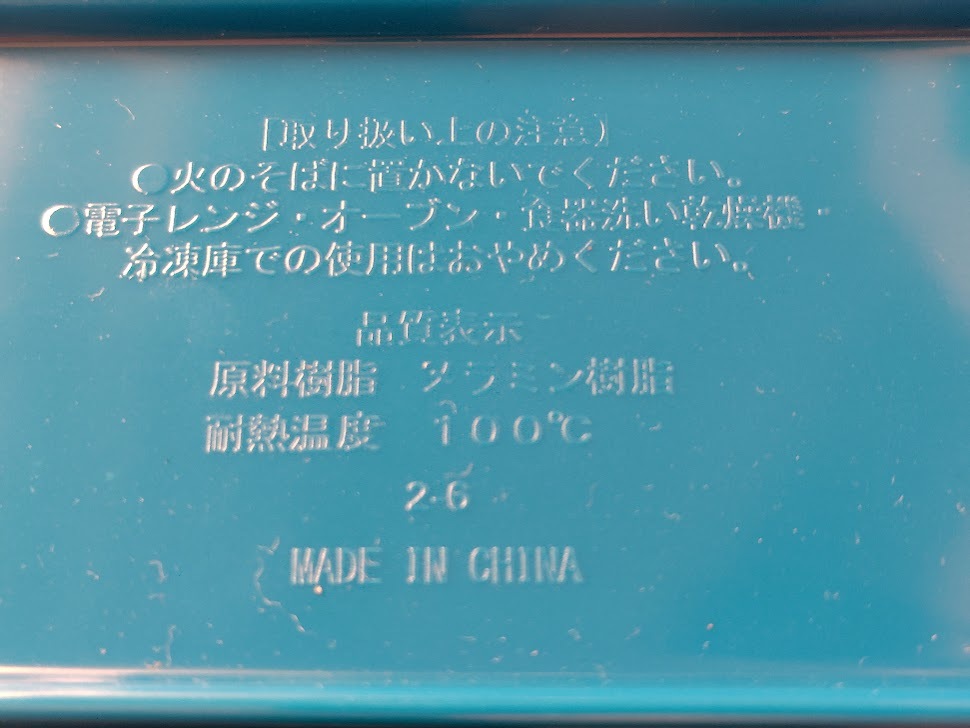 [取り扱い上の注意]
○火のそばに置かないでください。
○電子レンジ・オーブン・食器洗い乾燥機・
冷凍庫での使用はおやめください。
品質表示
原料樹脂 メラミン樹脂
耐熱温度 100℃
2-6
MADE IN CHINA